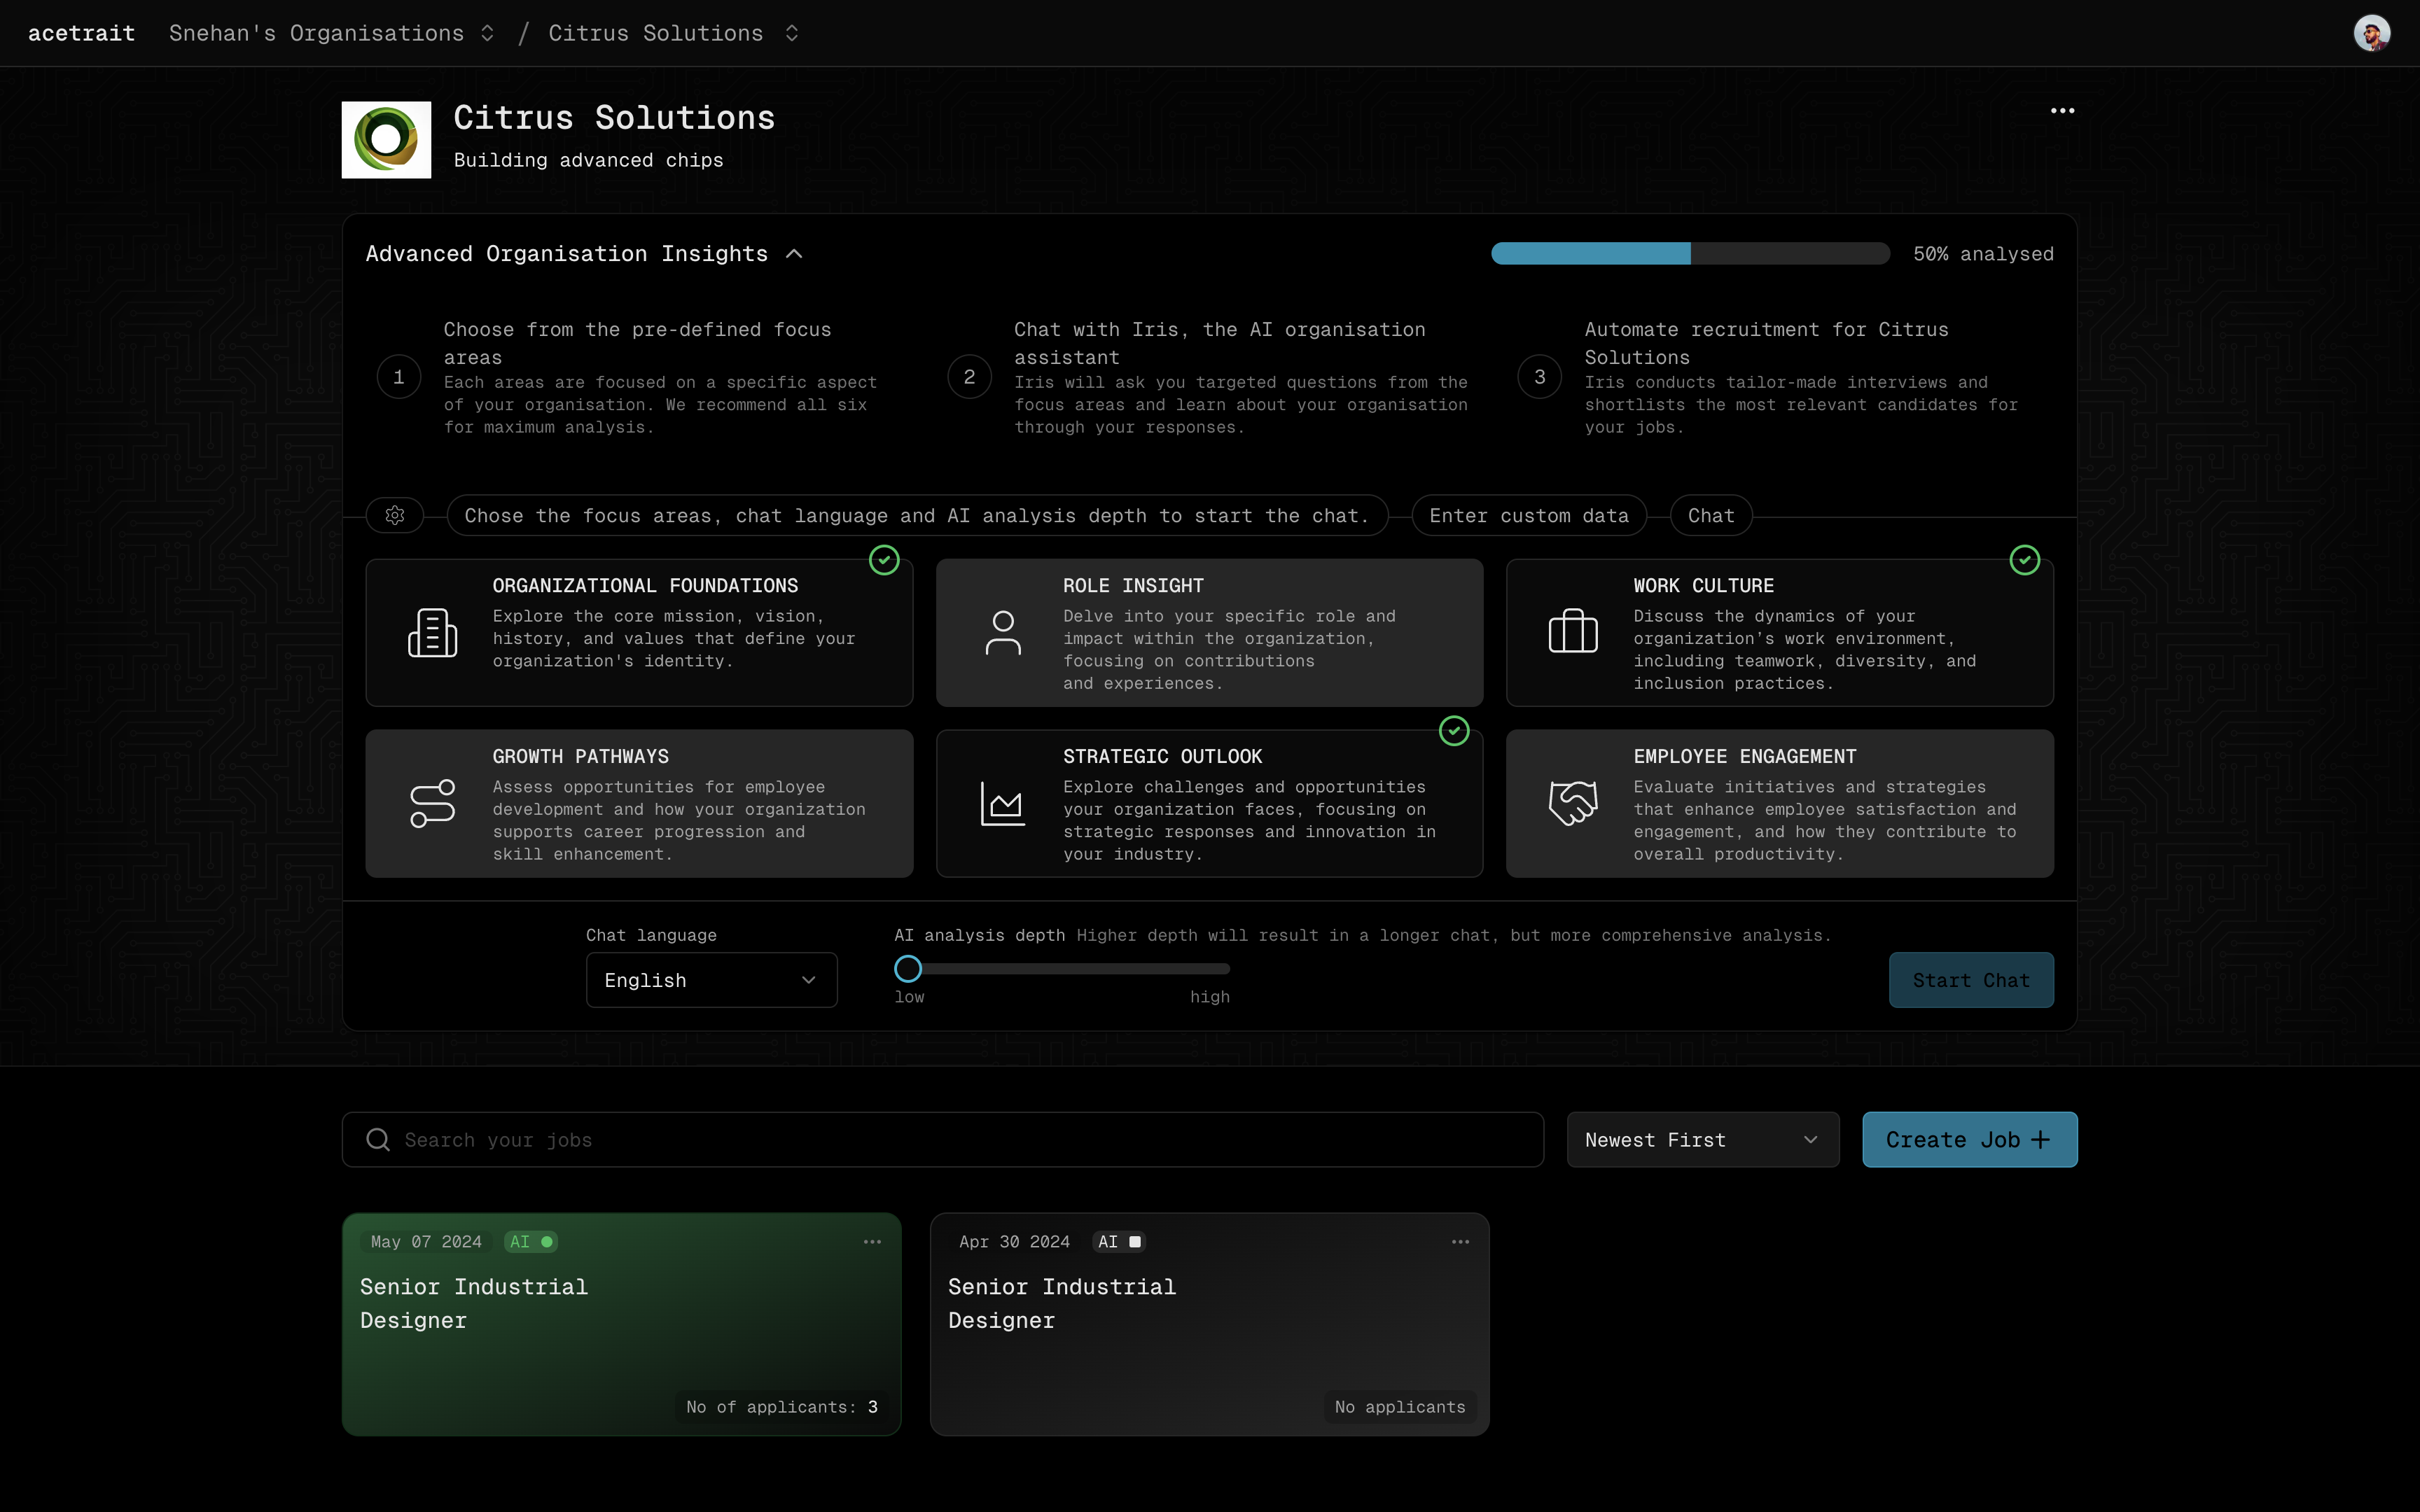 acetrait Snehan's Organisations / Citrus Solutions
Citrus Solutions
Building advanced chips
Advanced Organisation Insights
50% analysed
1
Choose from the pre-defined focus
areas
Each areas are focused on a specific aspect
of your organisation. We recommend all six
for maximum analysis.
2
Chat with Iris, the AI organisation
assistant
Iris will ask you targeted questions from the
focus areas and learn about your organisation
through your responses.
3
Automate recruitment for Citrus
Solutions
Iris conducts tailor-made interviews and
shortlists the most relevant candidates for
your jobs.
Chose the focus areas, chat language and AI analysis depth to start the chat.
Enter custom data
Chat
ORGANIZATIONAL FOUNDATIONS
Explore the core mission, vision,
history, and values that define your
organization's identity.
ROLE INSIGHT
Delve into your specific role and
impact within the organization,
focusing on contributions
and experiences.
WORK CULTURE
Discuss the dynamics of your
organization’s work environment,
including teamwork, diversity, and
inclusion practices.
GROWTH PATHWAYS
Assess opportunities for employee
development and how your organization
supports career progression and
skill enhancement.
STRATEGIC OUTLOOK
Explore challenges and opportunities
your organization faces, focusing on
strategic responses and innovation in
your industry.
EMPLOYEE ENGAGEMENT
Evaluate initiatives and strategies
that enhance employee satisfaction and
engagement, and how they contribute to
overall productivity.
Chat language
English
AI analysis depth Higher depth will result in a longer chat, but more comprehensive analysis.
low high
Start Chat
Search your jobs
Newest First
Create Job
May 07 2024 AI
Senior Industrial
Designer
No of applicants: 3
Apr 30 2024 AI
Senior Industrial
Designer
No applicants